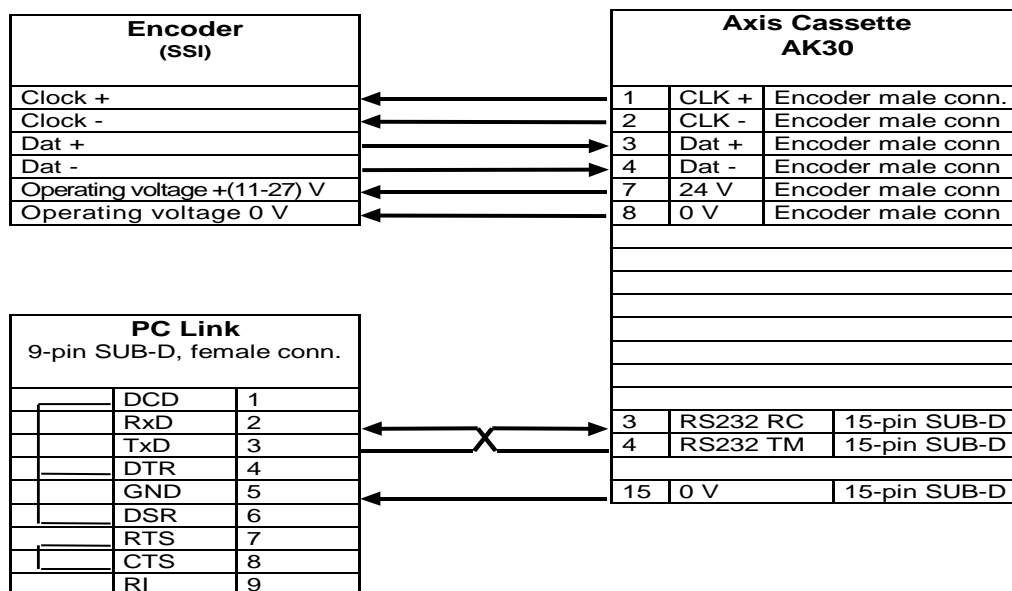 Encoder
(SSI)
Clock +
Clock -
Dat +
Dat -
Operating voltage +(11-27) V
Operating voltage 0 V
Axis Cassette
AK30
1 CLK + Encoder male conn.
2 CLK - Encoder male conn
3 Dat + Encoder male conn
4 Dat - Encoder male conn
7 24 V Encoder male conn
8 0 V Encoder male conn
3 RS232 RC 15-pin SUB-D
4 RS232 TM 15-pin SUB-D
15 0 V 15-pin SUB-D
PC Link
9-pin SUB-D, female conn.
DCD 1
RxD 2
TxD 3
DTR 4
GND 5
DSR 6
RTS 7
CTS 8
RI 9